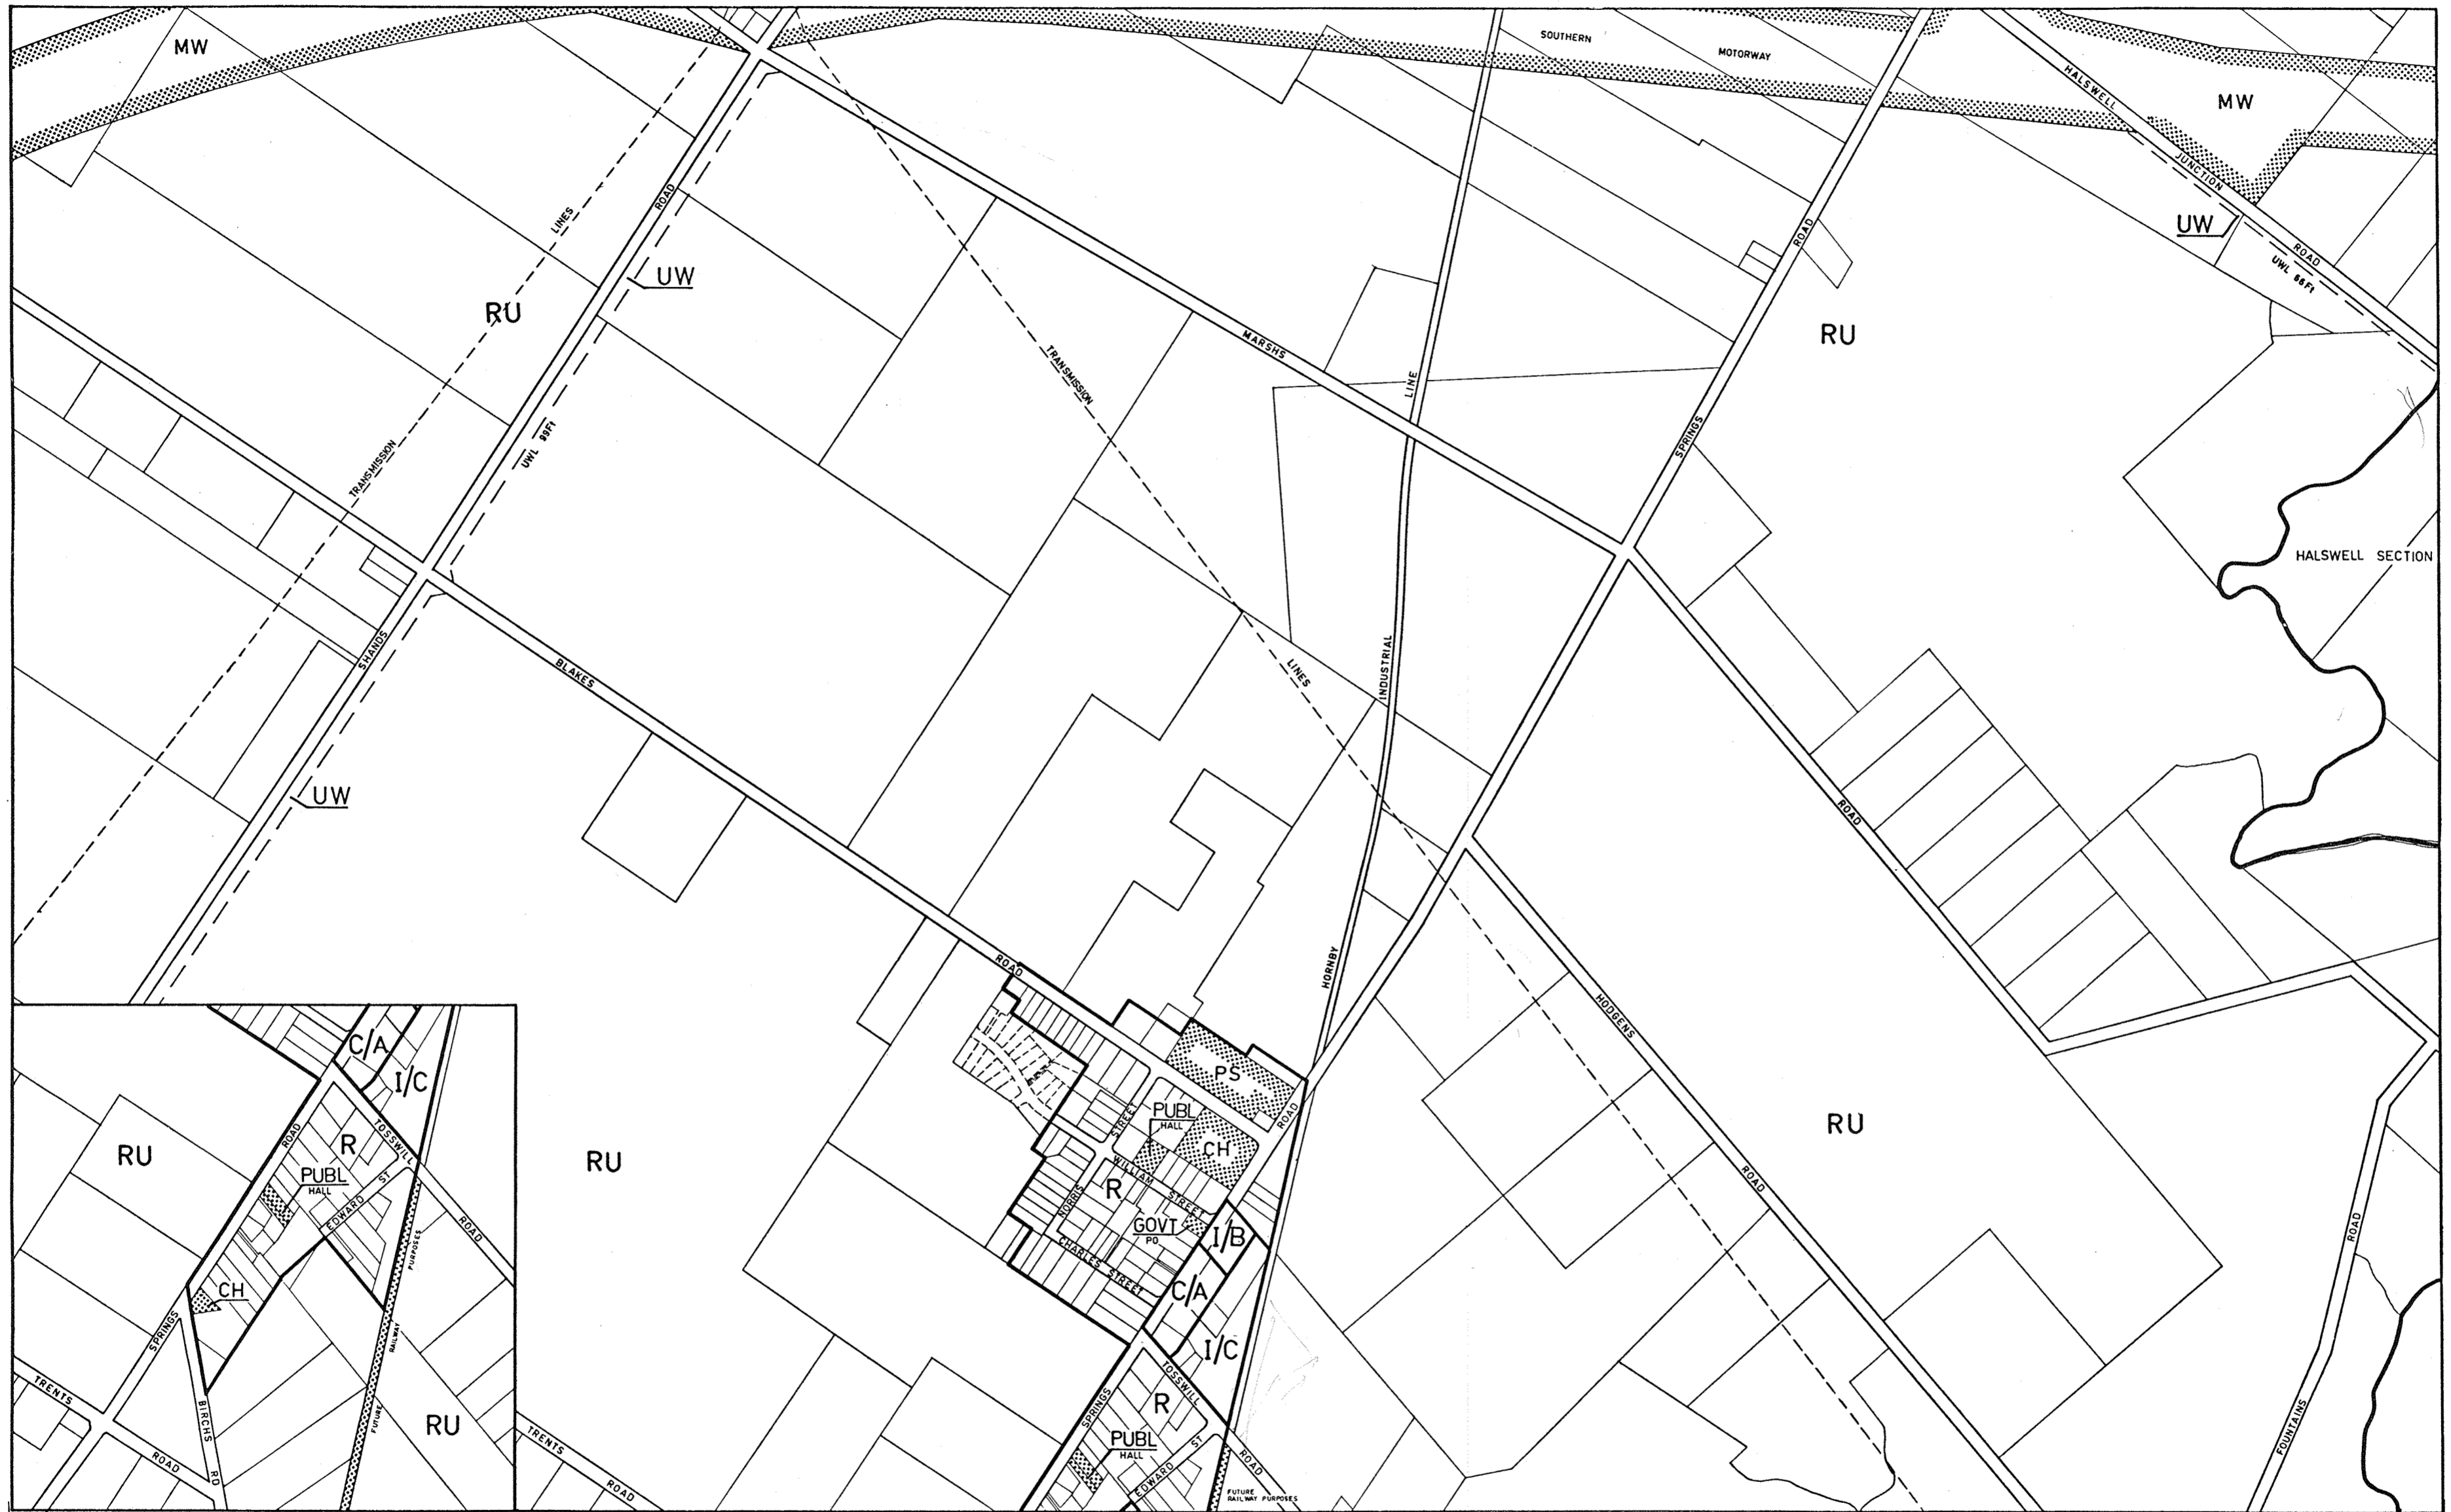 MW
SOUTHERN
MOTORWAY
HALSWELL
MW
JUNCTION
ROAD
UW
UWL 66Ft
ROAD
LINES
UW
RU
ROAD
RU
MARSHS
TRANSMISSION
LINE
SPRINGS
TRANSMISSION
UWL 99Ft
HALSWELL SECTION
SHANDS
BLAKES
LINES
INDUSTRIAL
UW
ROAD
ROAD
HORNBY
HODGENS
PS
PUBL
HALL
STREET
ROAD
CH
RU
RU
WILLIAM STREET
NORRIS
R
GOVT
PO
I/B
ROAD
CHARLES STREET
C/A
I/C
ROAD
TOSSWILL
SPRINGS
R
PUBL
HALL
EDWARD ST
ROAD
FUTURE
RAILWAY PURPOSES
FOUNTAINS
TRENTS
ROAD
C/A
I/C
RU
ROAD
R
TOSSWILL
PUBL
HALL
EDWARD ST
ROAD
CH
PURPOSES
RAILWAY
FUTURE
SPRINGS
TRENTS
ROAD
BIRCHS
RD
RU